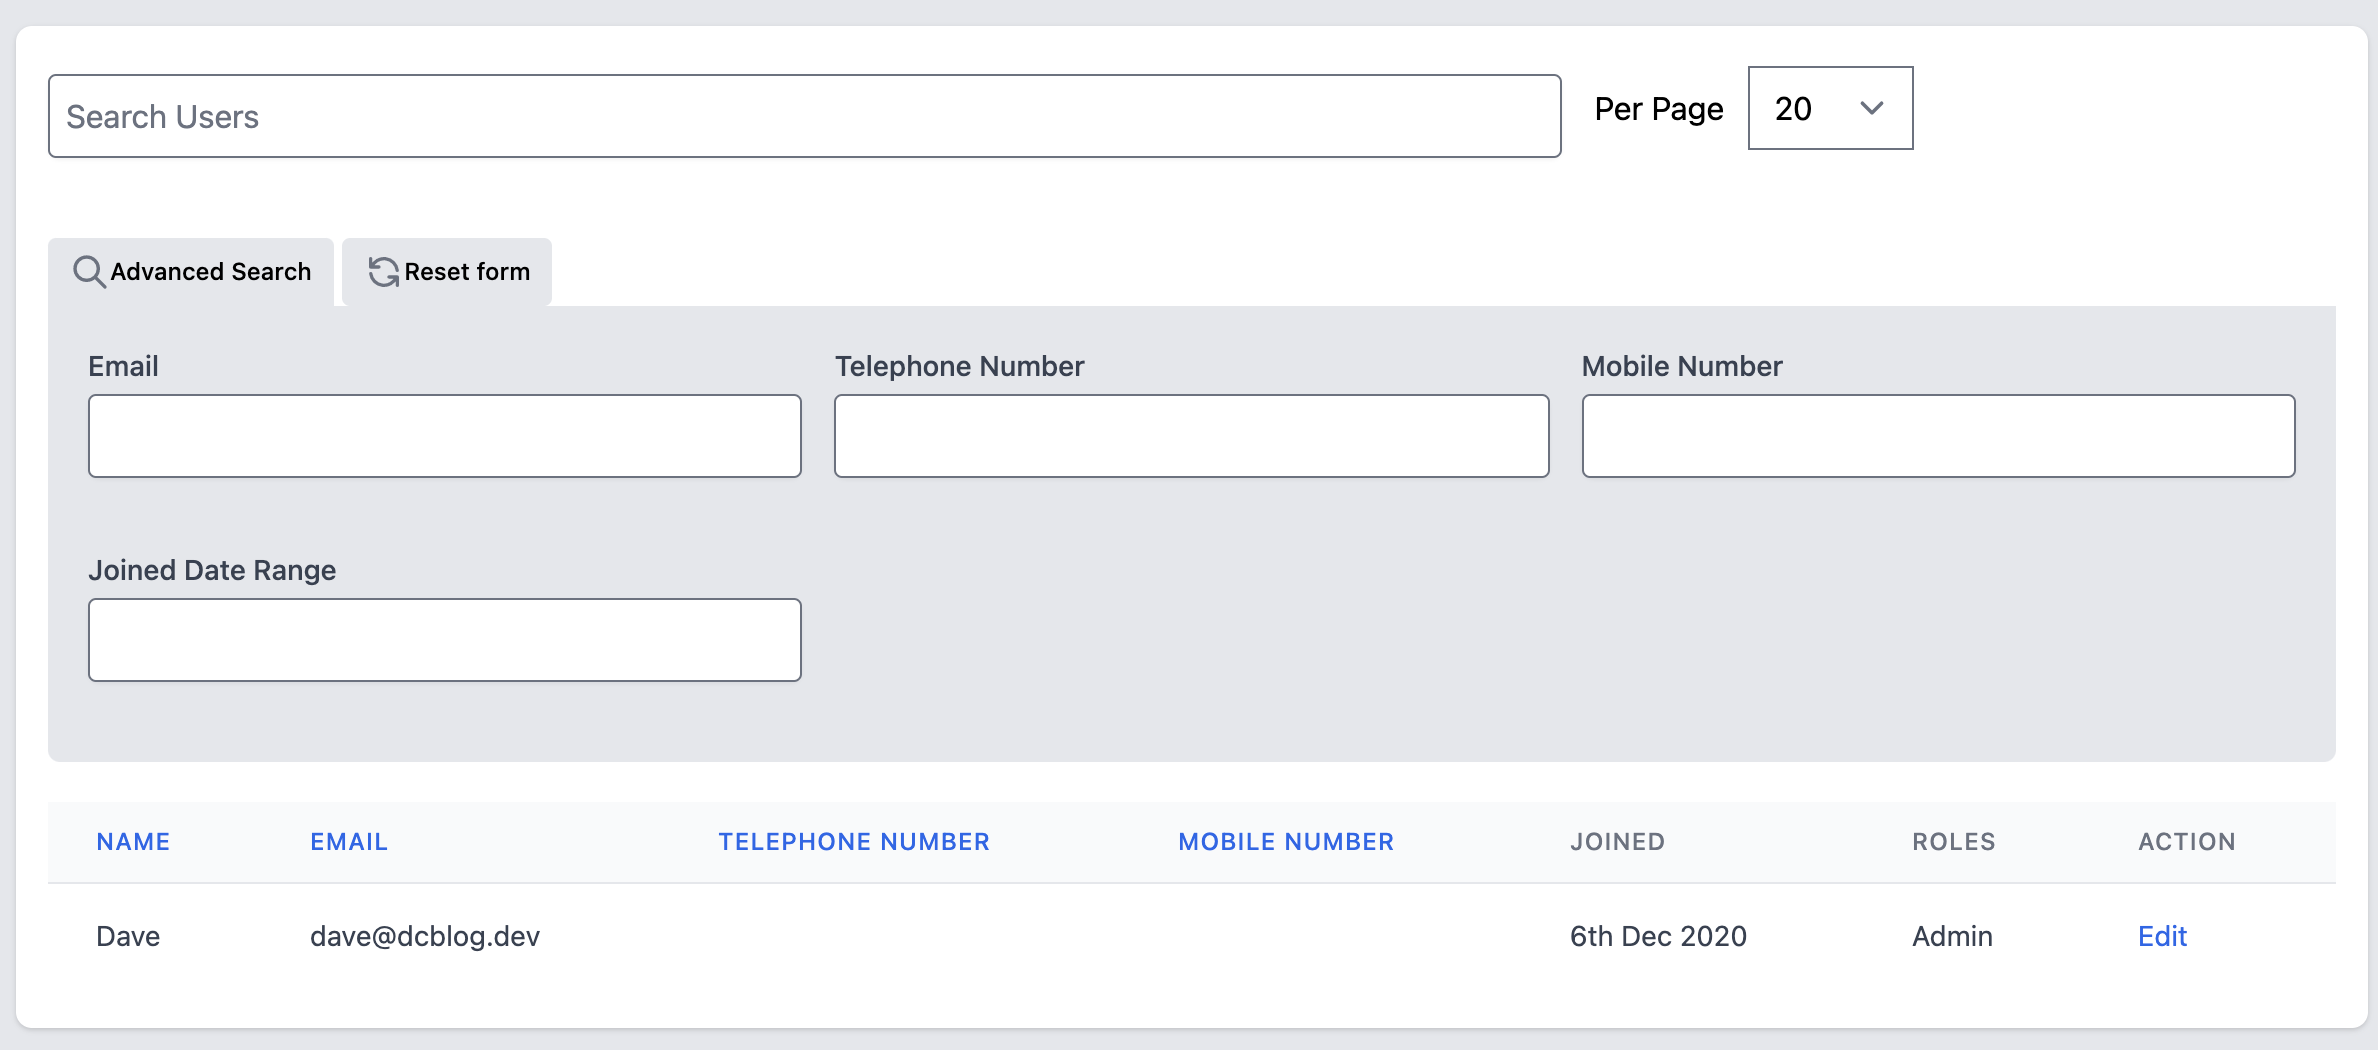 Search Users
Per Page 20
Advanced Search Reset form
Email Telephone Number Mobile Number
Joined Date Range
NAME EMAIL TELEPHONE NUMBER MOBILE NUMBER JOINED ROLES ACTION
Dave dave@dcblog.dev 6th Dec 2020 Admin Edit